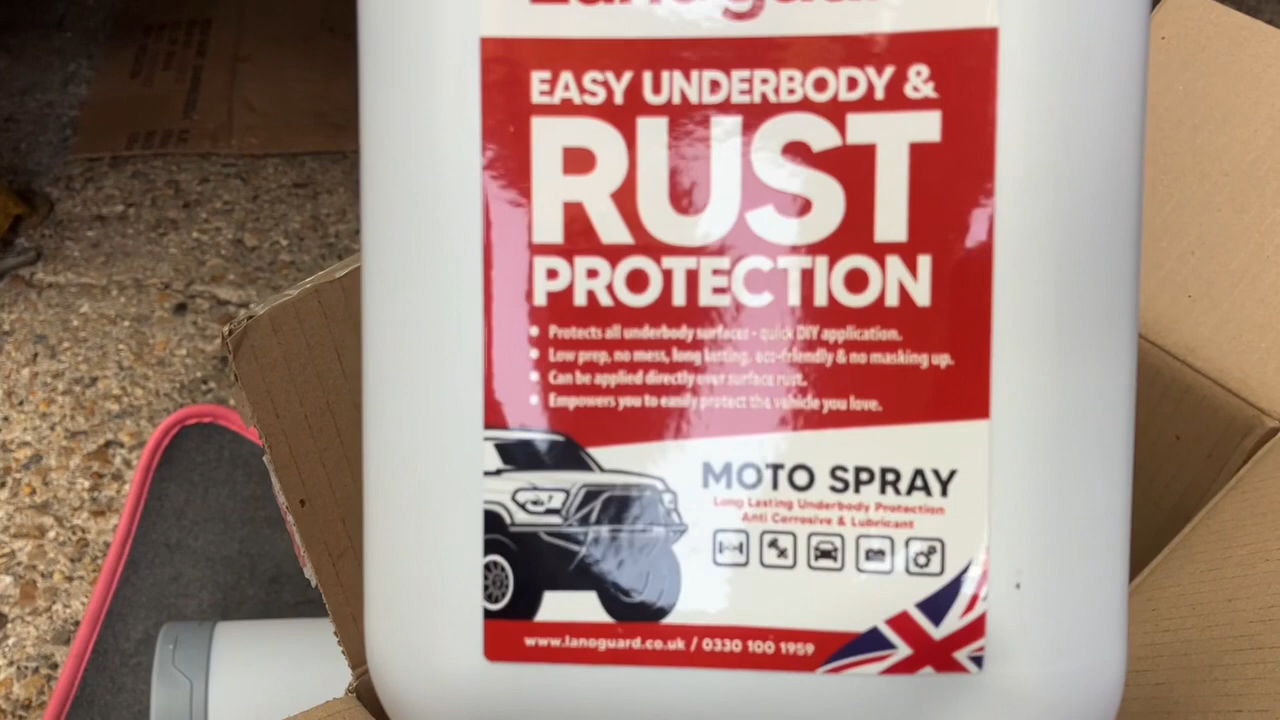 Lanoguard
EASY UNDERBODY &
RUST
PROTECTION
Protects all underbody surfaces - quick DIY application.
Low prep, no mess, long lasting, eco-friendly & no masking up.
Can be applied directly over surface rust.
Empowers you to easily protect the vehicle you love.
MOTO SPRAY
Long Lasting Underbody Protection
Anti Corrosive & Lubricant
www.lanoguard.co.uk / 0330 100 1959